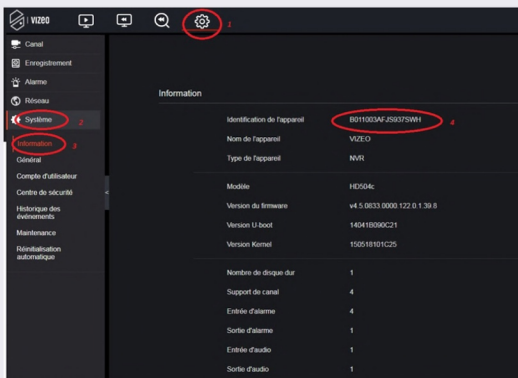 VIZEO
1
Canal
Enregistrement
Alarme
Réseau
Système 2
Information 3
Général
Compte d'utilisateur
Centre de sécurité
Historique des
événements
Maintenance
Réinitialisation
automatique
<
Information
Identification de l'appareil B011003AFJS937SWH 4
Nom de l'appareil VIZEO
Type de l'appareil NVR
Modèle HD504c
Version du firmware v4.5.0833.0000.122.0.1.39.8
Version U-boot 14041B090C21
Version Kernel 150518101C25
Nombre de disque dur 1
Support de canal 4
Entrée d'alarme 4
Sortie d'alarme 1
Entrée d'audio 1
Sortie d'audio 1